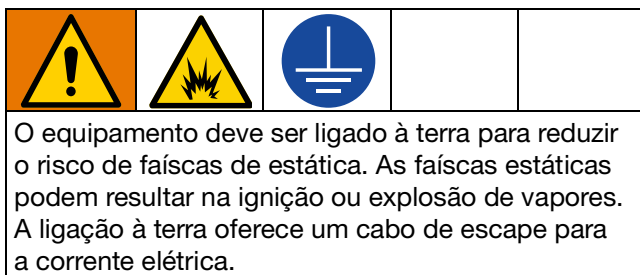 O equipamento deve ser ligado à terra para reduzir
o risco de faíscas de estática. As faíscas estáticas
podem resultar na ignição ou explosão de vapores.
A ligação à terra oferece um cabo de escape para
a corrente elétrica.